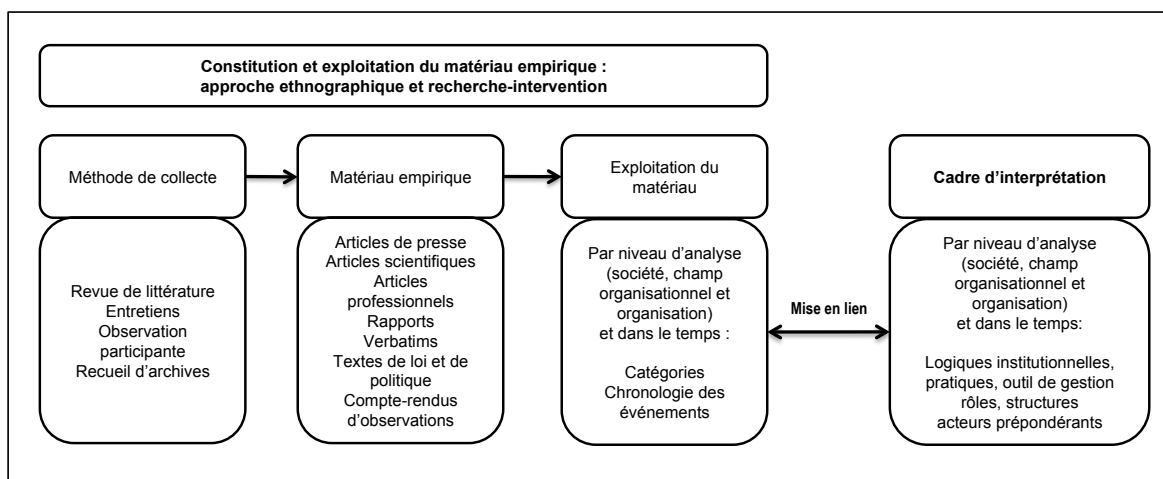 Constitution et exploitation du matériau empirique :
approche ethnographique et recherche-intervention
Méthode de collecte
Revue de littérature
Entretiens
Observation
participante
Recueil d'archives
Matériau empirique
Articles de presse
Articles scientifiques
Articles
professionnels
Rapports
Verbatims
Textes de loi et de
politique
Compte-rendus
d'observations
Exploitation du
matériau
Par niveau d'analyse
(société, champ
organisationnel et
organisation)
et dans le temps :
Catégories
Chronologie des
événements
Mise en lien
Cadre d'interprétation
Par niveau d'analyse
(société, champ
organisationnel et
organisation)
et dans le temps:
Logiques institutionnelles,
pratiques, outil de gestion
rôles, structures
acteurs prépondérants